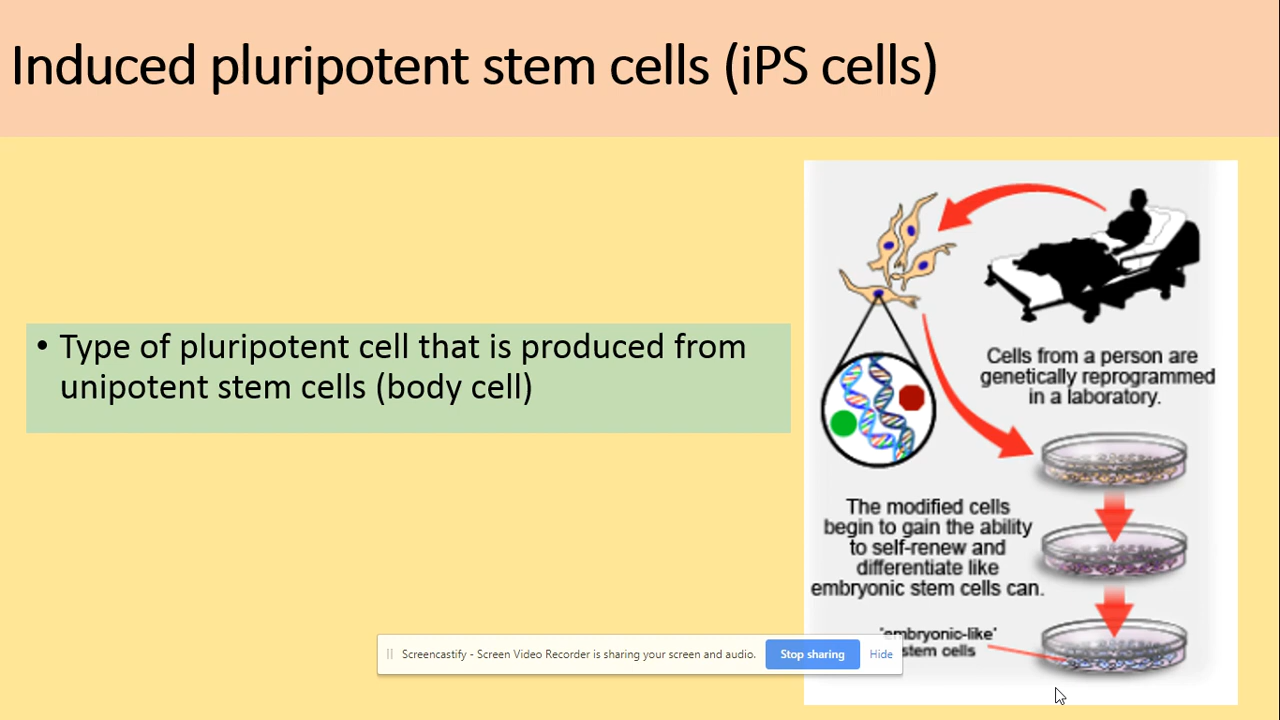 Induced pluripotent stem cells (iPS cells)
• Type of pluripotent cell that is produced from
unipotent stem cells (body cell)
Cells from a person are
genetically reprogrammed
in a laboratory.
The modified cells
begin to gain the ability
to self-renew and
differentiate like
embryonic stem cells can.
'embryonic-like'
stem cells
Screencastify - Screen Video Recorder is sharing your screen and audio. Stop sharing Hide